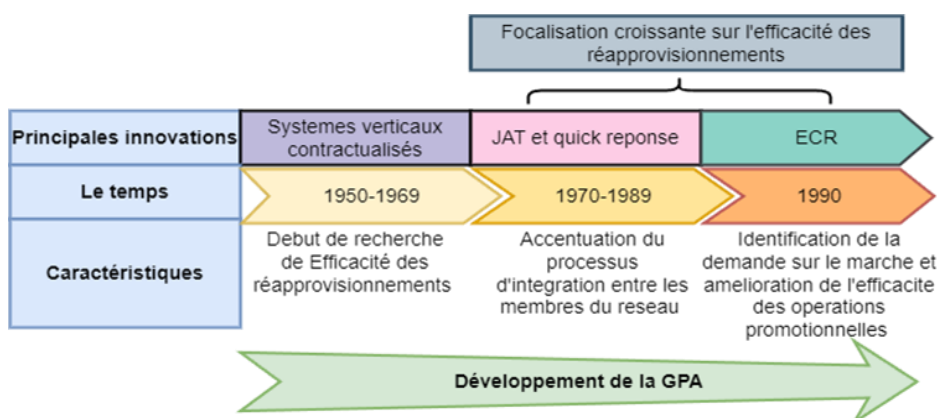 Focalisation croissante sur l'efficacité des
réapprovisionnements
Principales innovations
Systemes verticaux
contractualisés
JAT et quick reponse
ECR
Le temps
1950-1969
1970-1989
1990
Caractéristiques
Debut de recherche
de Efficacité des
réapprovisionnements
Accentuation du
processus
d'integration entre les
membres du reseau
Identification de la
demande sur le marche et
amelioration de l'efficacite
des operations
promotionnelles
Développement de la GPA